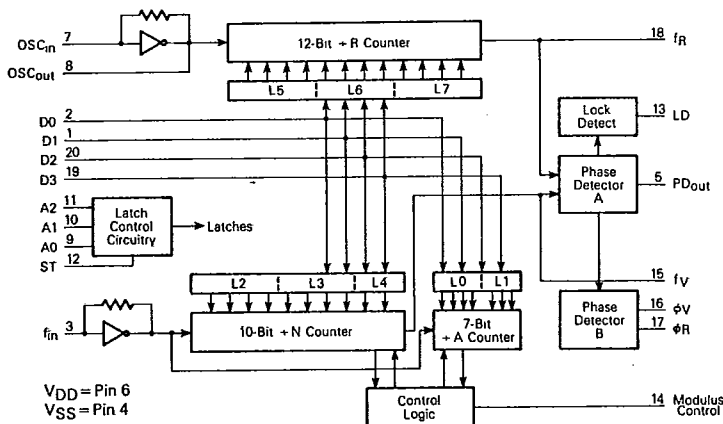 OSCin 7
OSCout 8
12-Bit ÷ R Counter
18 fR
L5 L6 L7
D0 2
D1 1
D2 20
D3 19
Lock Detect
13 LD
Phase Detector A
5 PDout
A2 11
A1 10
A0 9
ST 12
Latch Control Circuitry
Latches
L2 L3 L4
L0 L1
15 fV
fin 3
10-Bit ÷ N Counter
7-Bit ÷ A Counter
Phase Detector B
16 φV
17 φR
VDD = Pin 6
VSS = Pin 4
Control Logic
14 Modulus Control